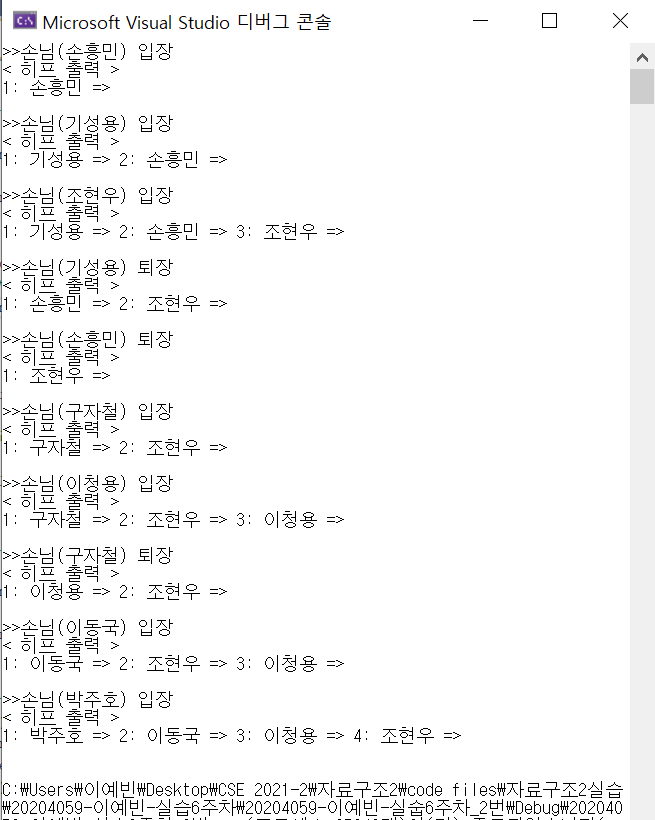 Microsoft Visual Studio 디버그 콘솔
>>손님(손흥민) 입장
< 히프 출력 >
1: 손흥민 =>
>>손님(기성용) 입장
< 히프 출력 >
1: 기성용 => 2: 손흥민 =>
>>손님(조현우) 입장
< 히프 출력 >
1: 기성용 => 2: 손흥민 => 3: 조현우 =>
>>손님(기성용) 퇴장
< 히프 출력 >
1: 손흥민 => 2: 조현우 =>
>>손님(손흥민) 퇴장
< 히프 출력 >
1: 조현우 =>
>>손님(구자철) 입장
< 히프 출력 >
1: 구자철 => 2: 조현우 =>
>>손님(이청용) 입장
< 히프 출력 >
1: 구자철 => 2: 조현우 => 3: 이청용 =>
>>손님(구자철) 퇴장
< 히프 출력 >
1: 이청용 => 2: 조현우 =>
>>손님(이동국) 입장
< 히프 출력 >
1: 이동국 => 2: 조현우 => 3: 이청용 =>
>>손님(박주호) 입장
< 히프 출력 >
1: 박주호 => 2: 이동국 => 3: 이청용 => 4: 조현우 =>
C:₩Users₩이예빈₩Desktop₩CSE 2021-2₩자료구조2₩code files₩자료구조2실습
₩20204059-이예빈-실습6주차₩20204059-이예빈-실습6주차_2번₩Debug₩202040